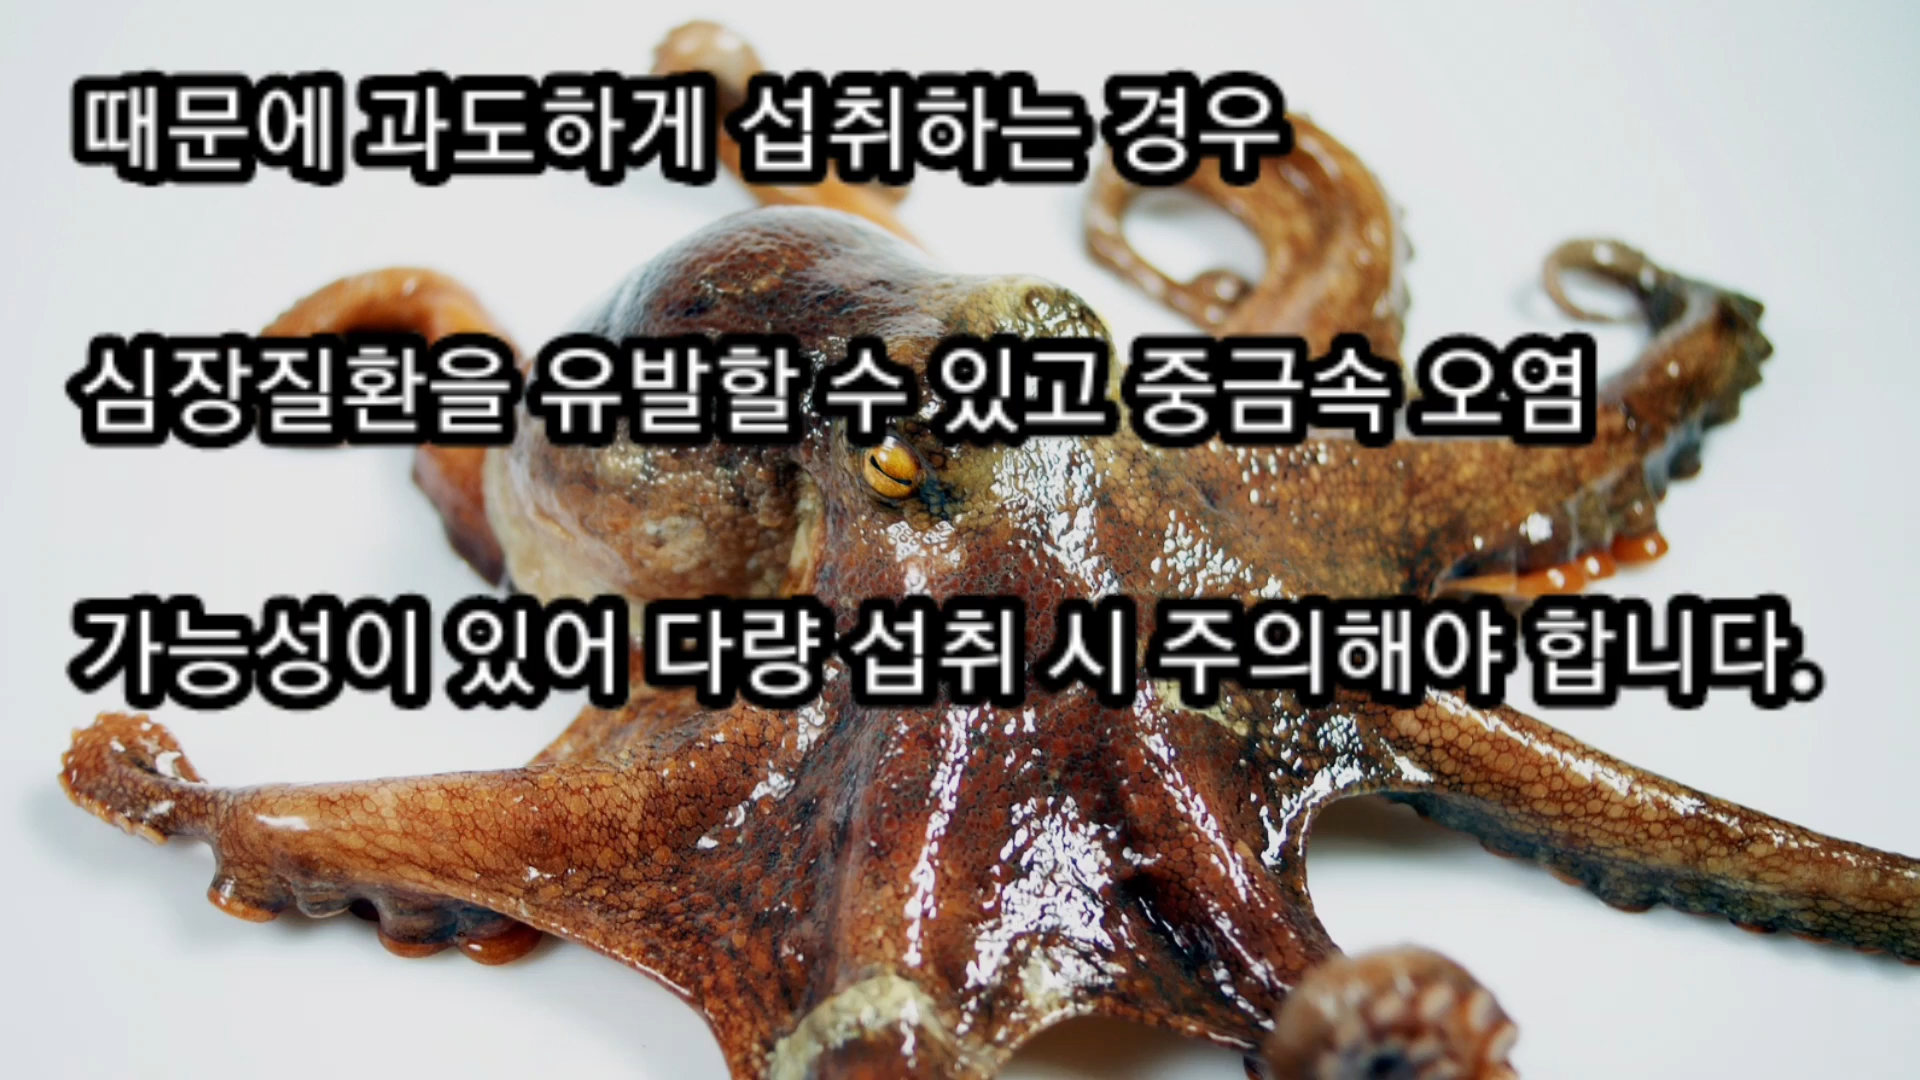 때문에 과도하게 섭취하는 경우
심장질환을 유발할 수 있고 중금속 오염
가능성이 있어 다량 섭취 시 주의해야 합니다.